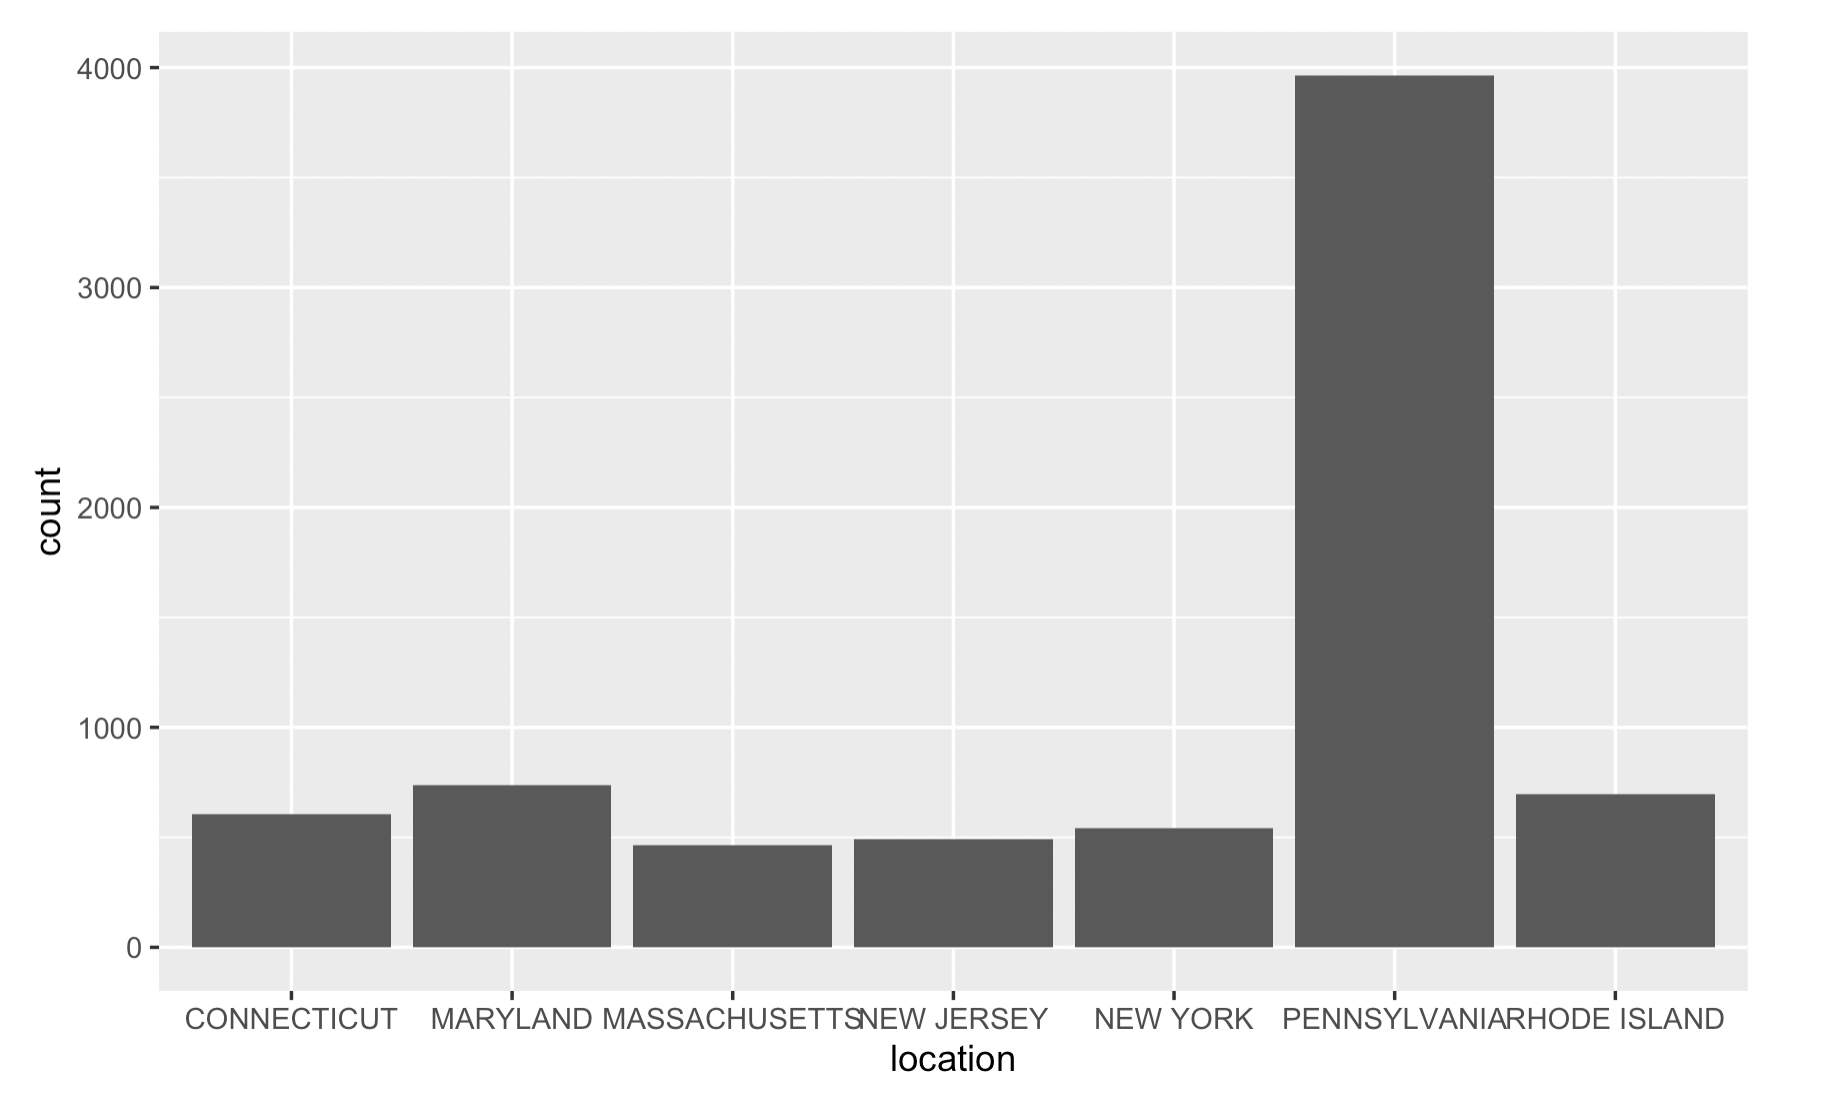 4000
3000
2000
1000
0
count
CONNECTICUT MARYLAND MASSACHUSETTS NEW JERSEY NEW YORK PENNSYLVANIA RHODE ISLAND
location